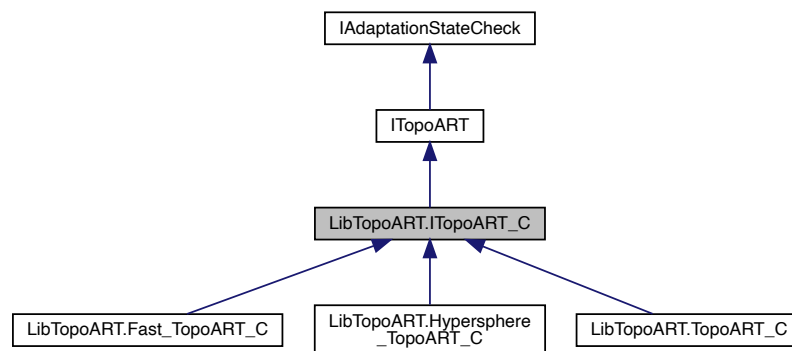 IAdaptationStateCheck
ITopoART
LibTopoART.ITopoART_C
LibTopoART.Fast_TopoART_C
LibTopoART.Hypersphere
_TopoART_C
LibTopoART.TopoART_C